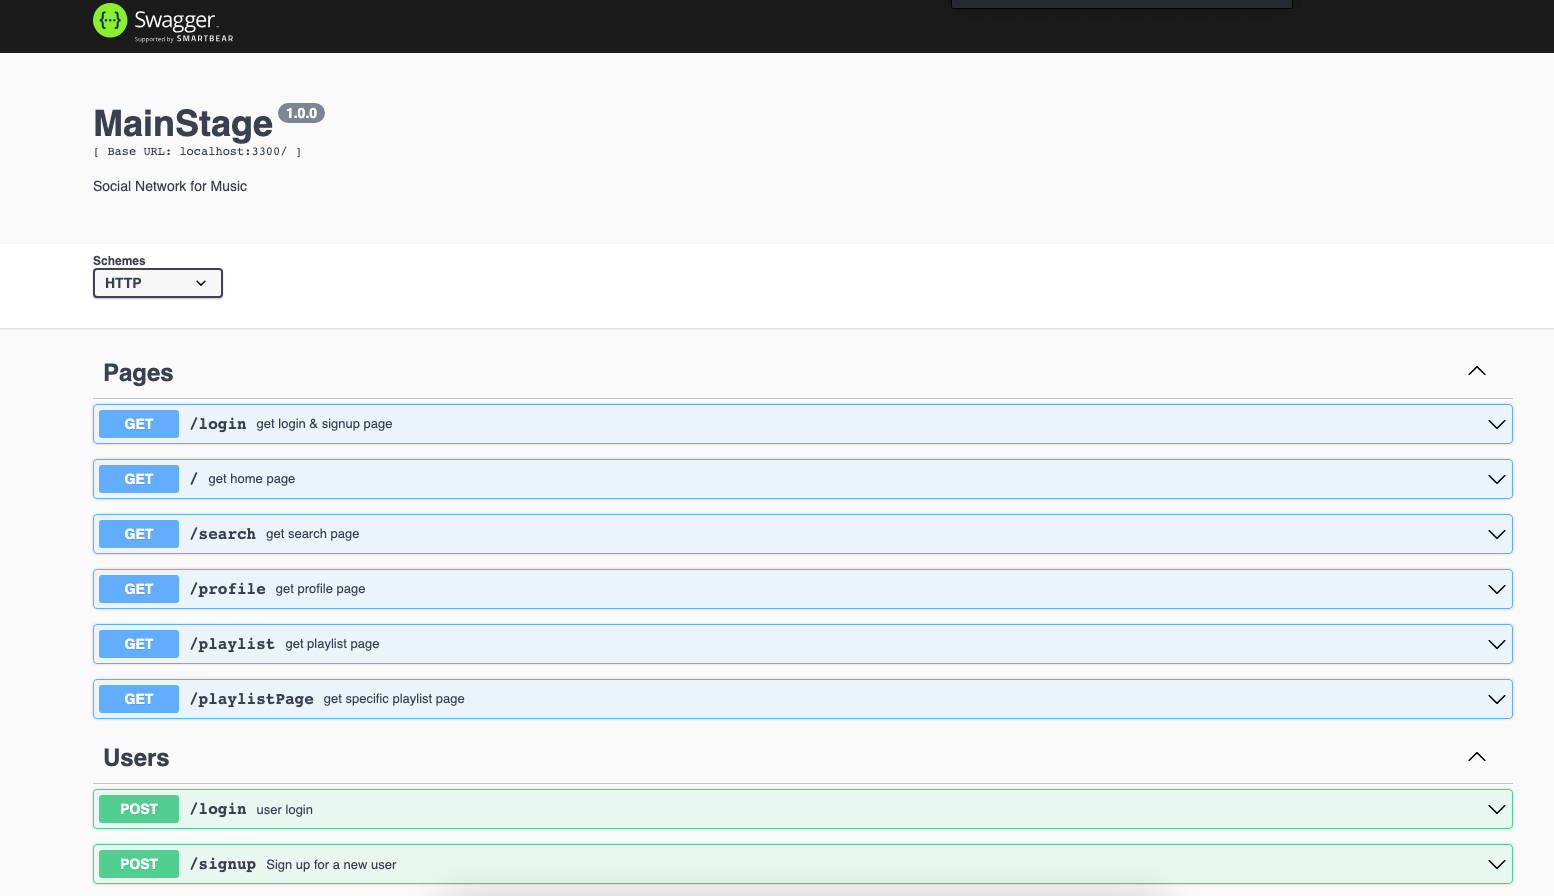 Swagger
Supported by SMARTBEAR
MainStage 1.0.0
[ Base URL: localhost:3300/ ]
Social Network for Music
Schemes
HTTP
Pages
GET /login get login & signup page
GET / get home page
GET /search get search page
GET /profile get profile page
GET /playlist get playlist page
GET /playlistPage get specific playlist page
Users
POST /login user login
POST /signup Sign up for a new user